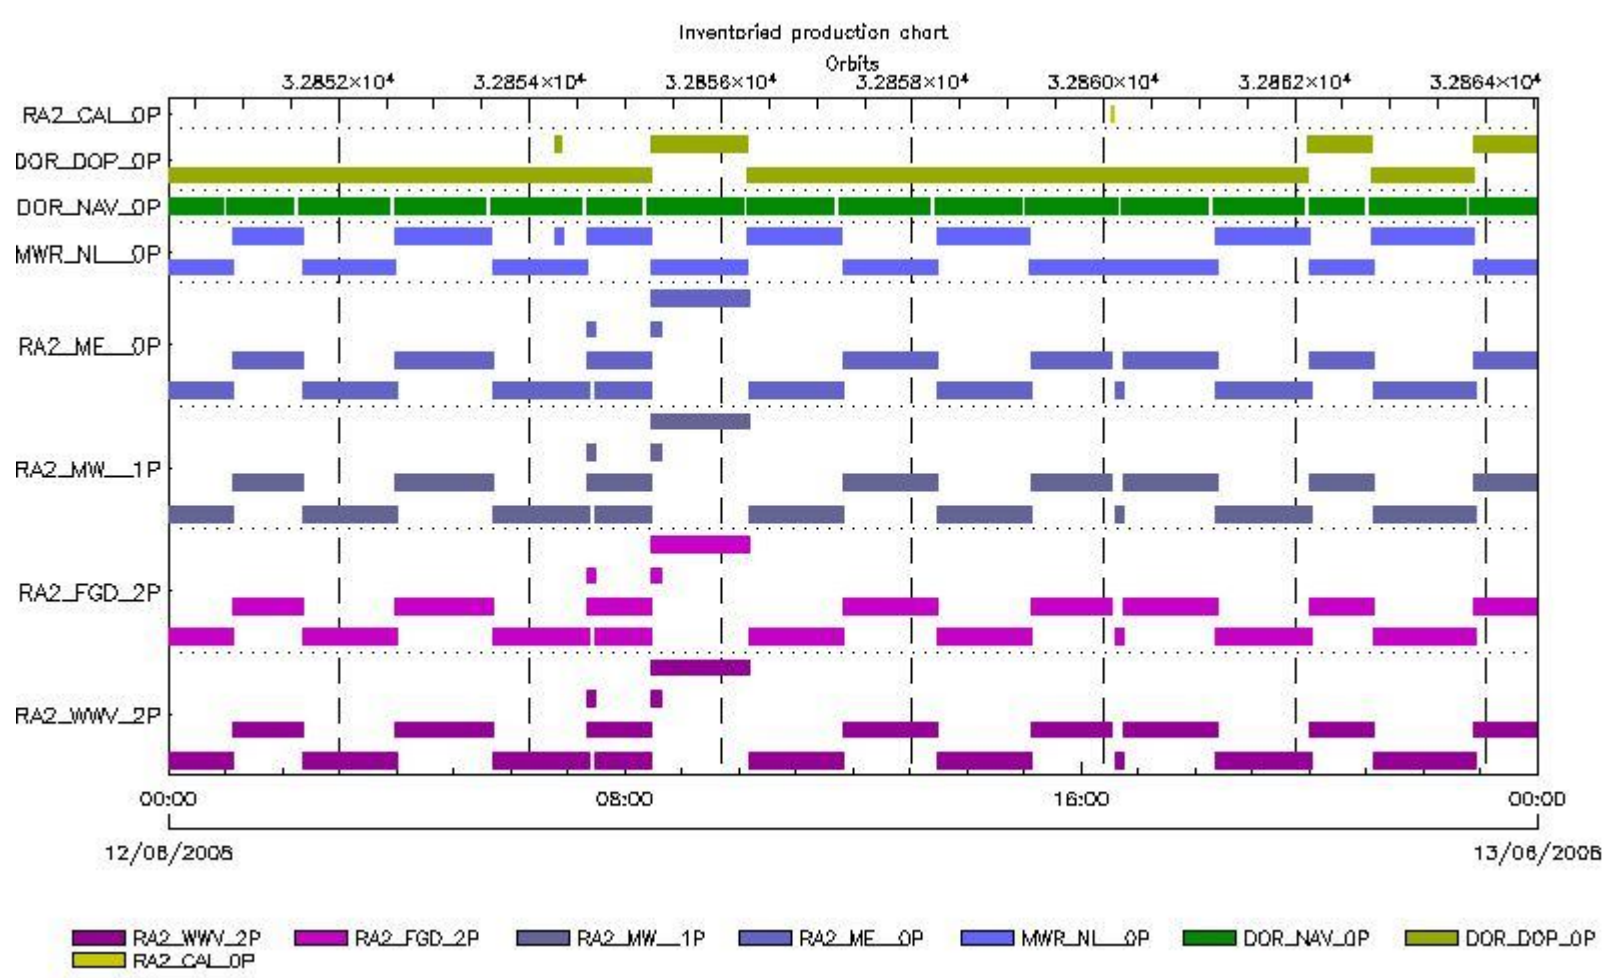 Inventoried production chart
Orbits
3.2852×10⁴ 3.2854×10⁴ 3.2856×10⁴ 3.2858×10⁴ 3.2860×10⁴ 3.2862×10⁴ 3.2864×10⁴
RA2_CAL_0P
DOR_DOP_0P
DOR_NAV_0P
MWR_NL__0P
RA2_ME__0P
RA2_MW__1P
RA2_FGD_2P
RA2_WWV_2P
00:00 08:00 16:00 00:00
12/06/2008 13/06/2008
RA2_WWV_2P RA2_FGD_2P RA2_MW__1P RA2_ME__0P MWR_NL__0P DOR_NAV_0P DOR_DOP_0P
RA2_CAL_0P